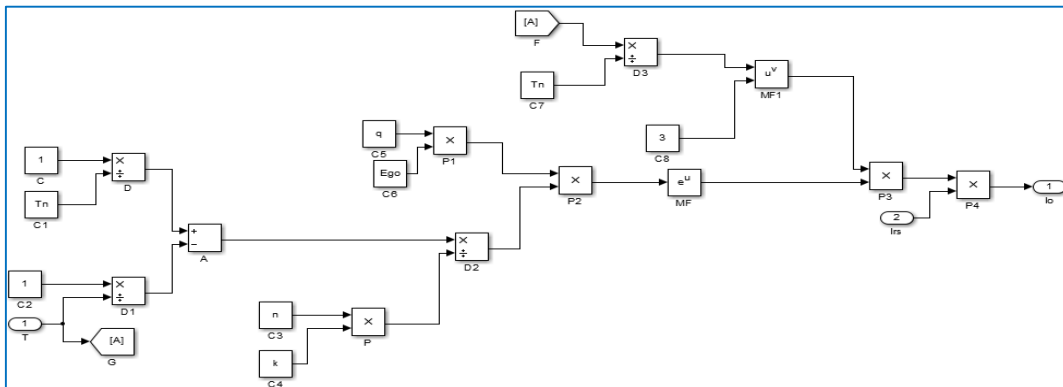 [A]
F
×
÷
D3
Tn
C7
u^v
MF1
3
C8
q
C5
Ego
C6
×
P1
×
P2
e^u
MF
×
P3
×
P4
1
Io
2
Irs
1
C
Tn
C1
×
÷
D
+
−
A
×
÷
D2
1
C2
×
÷
D1
1
T
[A]
G
n
C3
k
C4
×
P